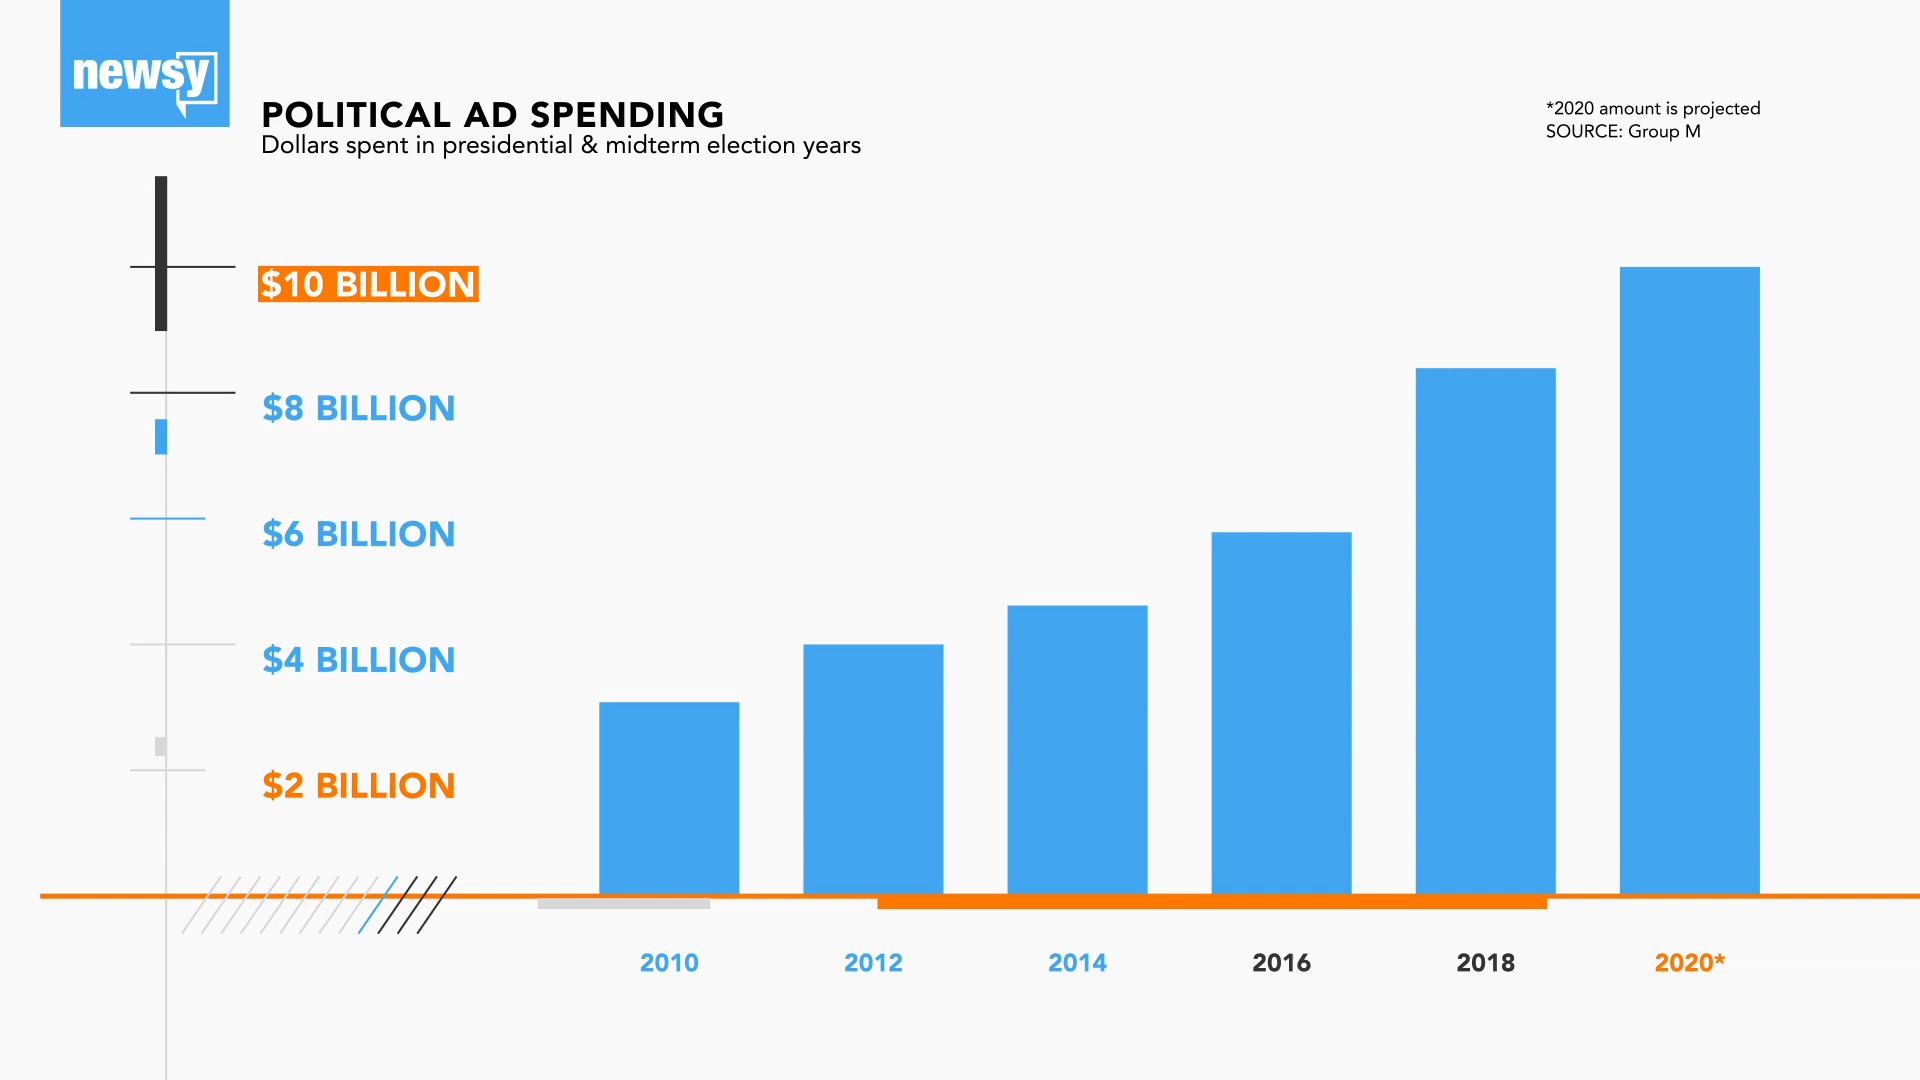 newsy
POLITICAL AD SPENDING
Dollars spent in presidential & midterm election years
*2020 amount is projected
SOURCE: Group M
$10 BILLION
$8 BILLION
$6 BILLION
$4 BILLION
$2 BILLION
2010 2012 2014 2016 2018 2020*